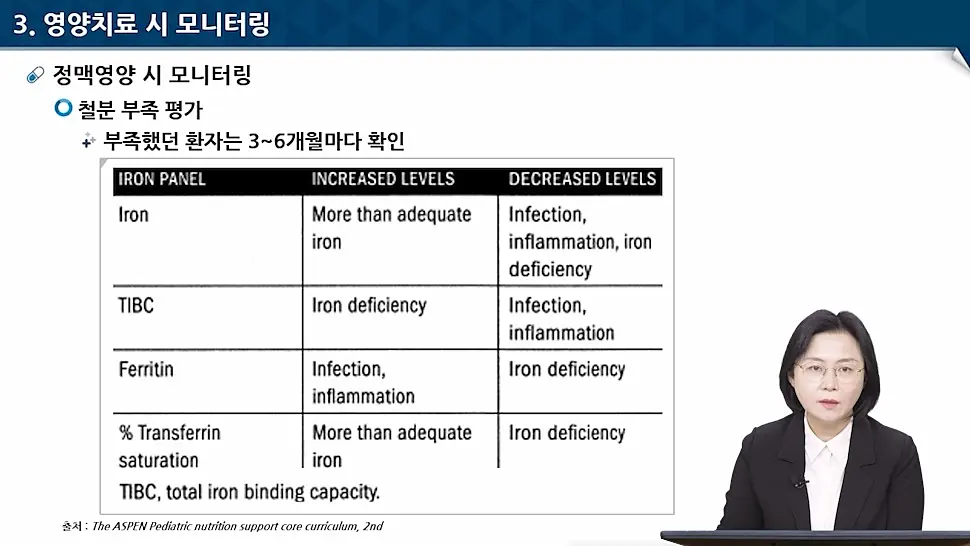 3. 영양치료 시 모니터링
정맥영양 시 모니터링
철분 부족 평가
부족했던 환자는 3~6개월마다 확인
IRON PANEL INCREASED LEVELS DECREASED LEVELS
Iron More than adequate iron Infection, inflammation, iron deficiency
TIBC Iron deficiency Infection, inflammation
Ferritin Infection, inflammation Iron deficiency
% Transferrin saturation More than adequate iron Iron deficiency
TIBC, total iron binding capacity.
출처 : The ASPEN Pediatric nutrition support core curriculum, 2nd